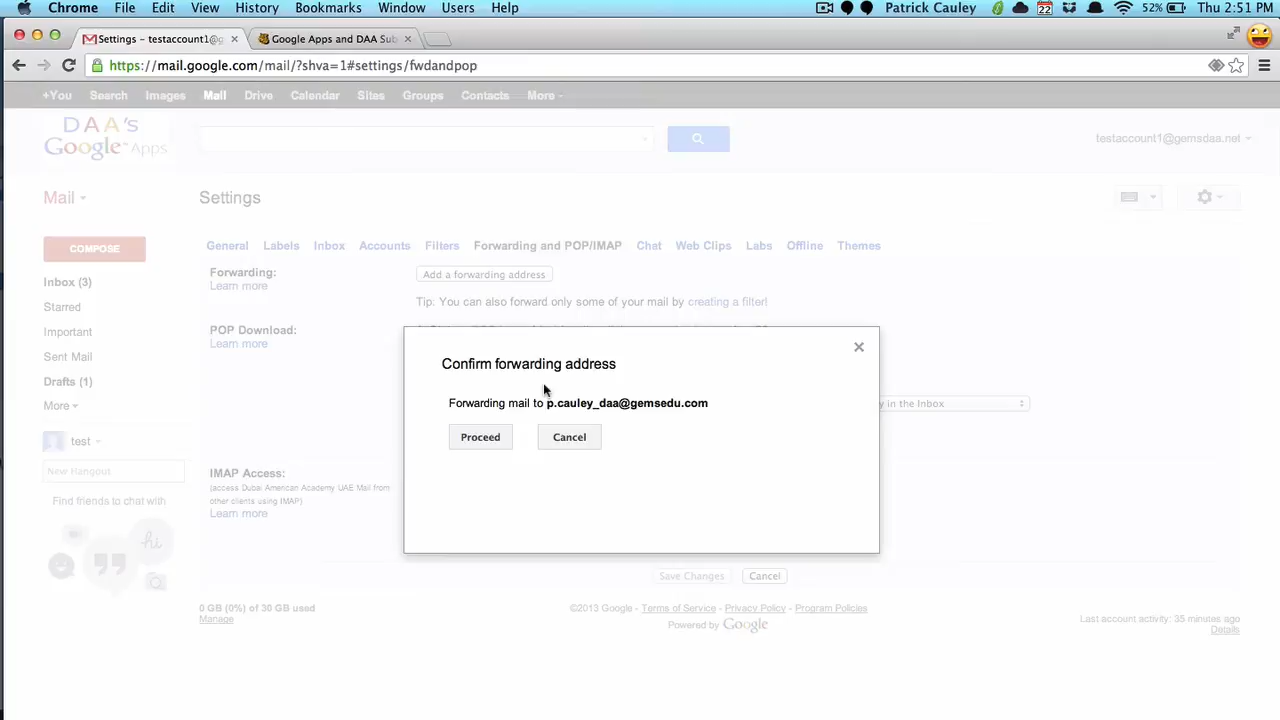 Chrome File Edit View History Bookmarks Window Users Help 22 Patrick Cauley 52% Thu 2:51 PM
Settings - testaccount1@g Google Apps and DAA Sub
https://mail.google.com/mail/?shva=1#settings/fwdandpop
+You Search Images Mail Drive Calendar Sites Groups Contacts More
DAA's
Google Apps
testaccount1@gemsdaa.net
Mail
Settings
COMPOSE
General Labels Inbox Accounts Filters Forwarding and POP/IMAP Chat Web Clips Labs Offline Themes
Forwarding:
Learn more
Add a forwarding address
Tip: You can also forward only some of your mail by creating a filter!
POP Download:
Learn more
Inbox (3)
Starred
Important
Sent Mail
Drafts (1)
More
Confirm forwarding address
Forwarding mail to p.cauley_daa@gemsedu.com
Proceed Cancel
y in the Inbox
test
New Hangout
Find friends to chat with
hi
IMAP Access:
(access Dubai American Academy UAE Mail from
other clients using IMAP)
Learn more
Save Changes Cancel
0 GB (0%) of 30 GB used
Manage
©2013 Google - Terms of Service - Privacy Policy - Program Policies
Powered by Google
Last account activity: 35 minutes ago
Details